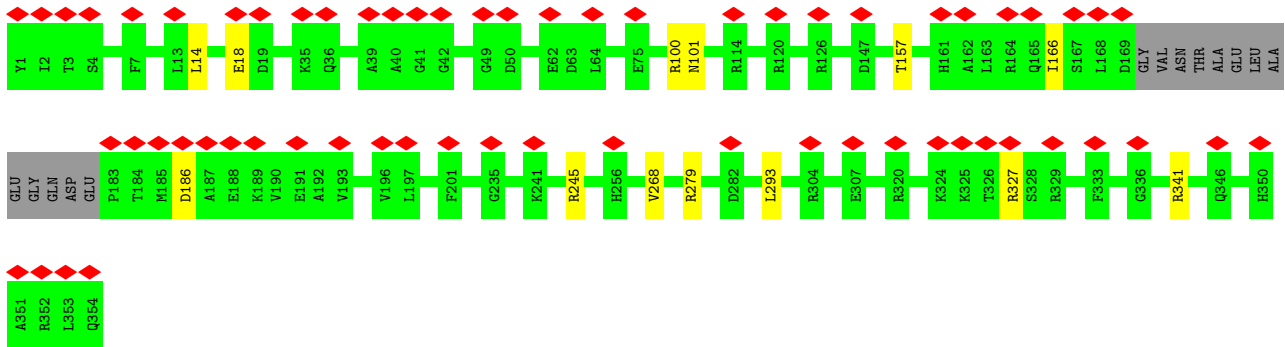 Y1 I2 T3 S4 F7 L13 L14 E18 D19 K35 Q36 A39 A40 G41 G42 G49 D50 E62 D63 L64 E75 R100 N101 R114 R120 R126 D147 T157 H161 A162 L163 R164 Q165 I166 S167 L168 D169 GLY VAL ASN THR ALA GLU LEU ALA
GLU GLY GLN ASP GLU P183 T184 M185 D186 A187 E188 K189 V190 E191 A192 V193 V196 L197 F201 G235 K241 R245 H256 V268 R279 D282 L293 R304 E307 R320 K324 K325 T326 R327 S328 R329 F333 G336 R341 Q346 H350
A351 R352 L353 Q354